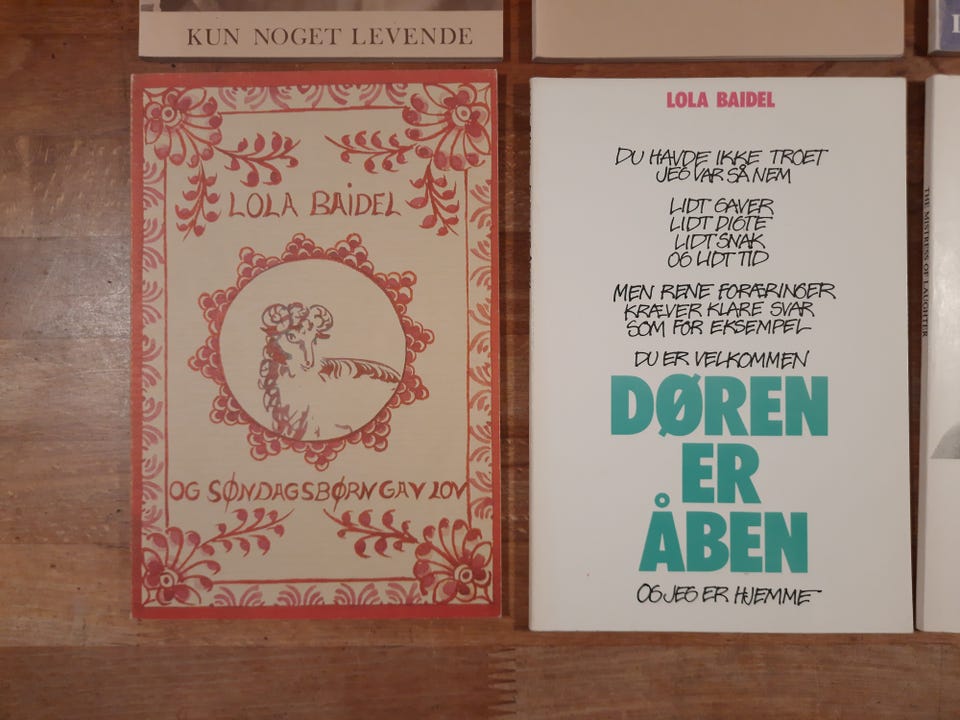 KUN NOGET LEVENDE
LOLA BAIDEL
OG SØNDAGSBØRN GAV LOV
LOLA BAIDEL
DU HAVDE IKKE TROET
JEG VAR SÅ NEM
LIDT GAVER
LIDT DIGTE
LIDT SNAK
OG LIDT TID
MEN RENE FORÆRINGER
KRÆVER KLARE SVAR
SOM FOR EKSEMPEL
DU ER VELKOMMEN
DØREN
ER
ÅBEN
OG JEG ER HJEMME
THE MISTRESS OF LAUGHTER